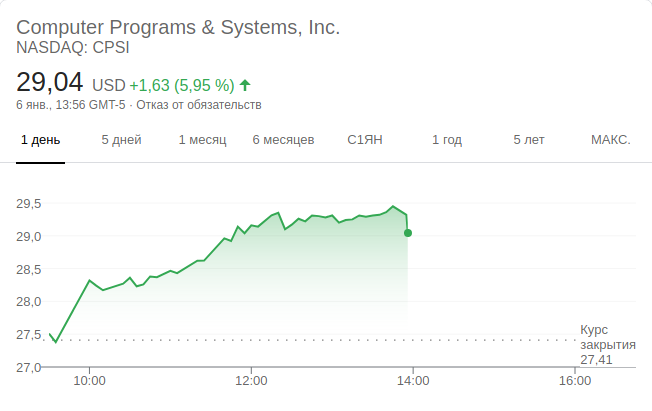 Computer Programs & Systems, Inc.
NASDAQ: CPSI
29,04 USD +1,63 (5,95 %)
6 янв., 13:56 GMT-5 · Отказ от обязательств
1 день 5 дней 1 месяц 6 месяцев С1ЯН 1 год 5 лет МАКС.
29,5
29,0
28,5
28,0
27,5
27,0
Курс
закрытия
27,41
10:00 12:00 14:00 16:00